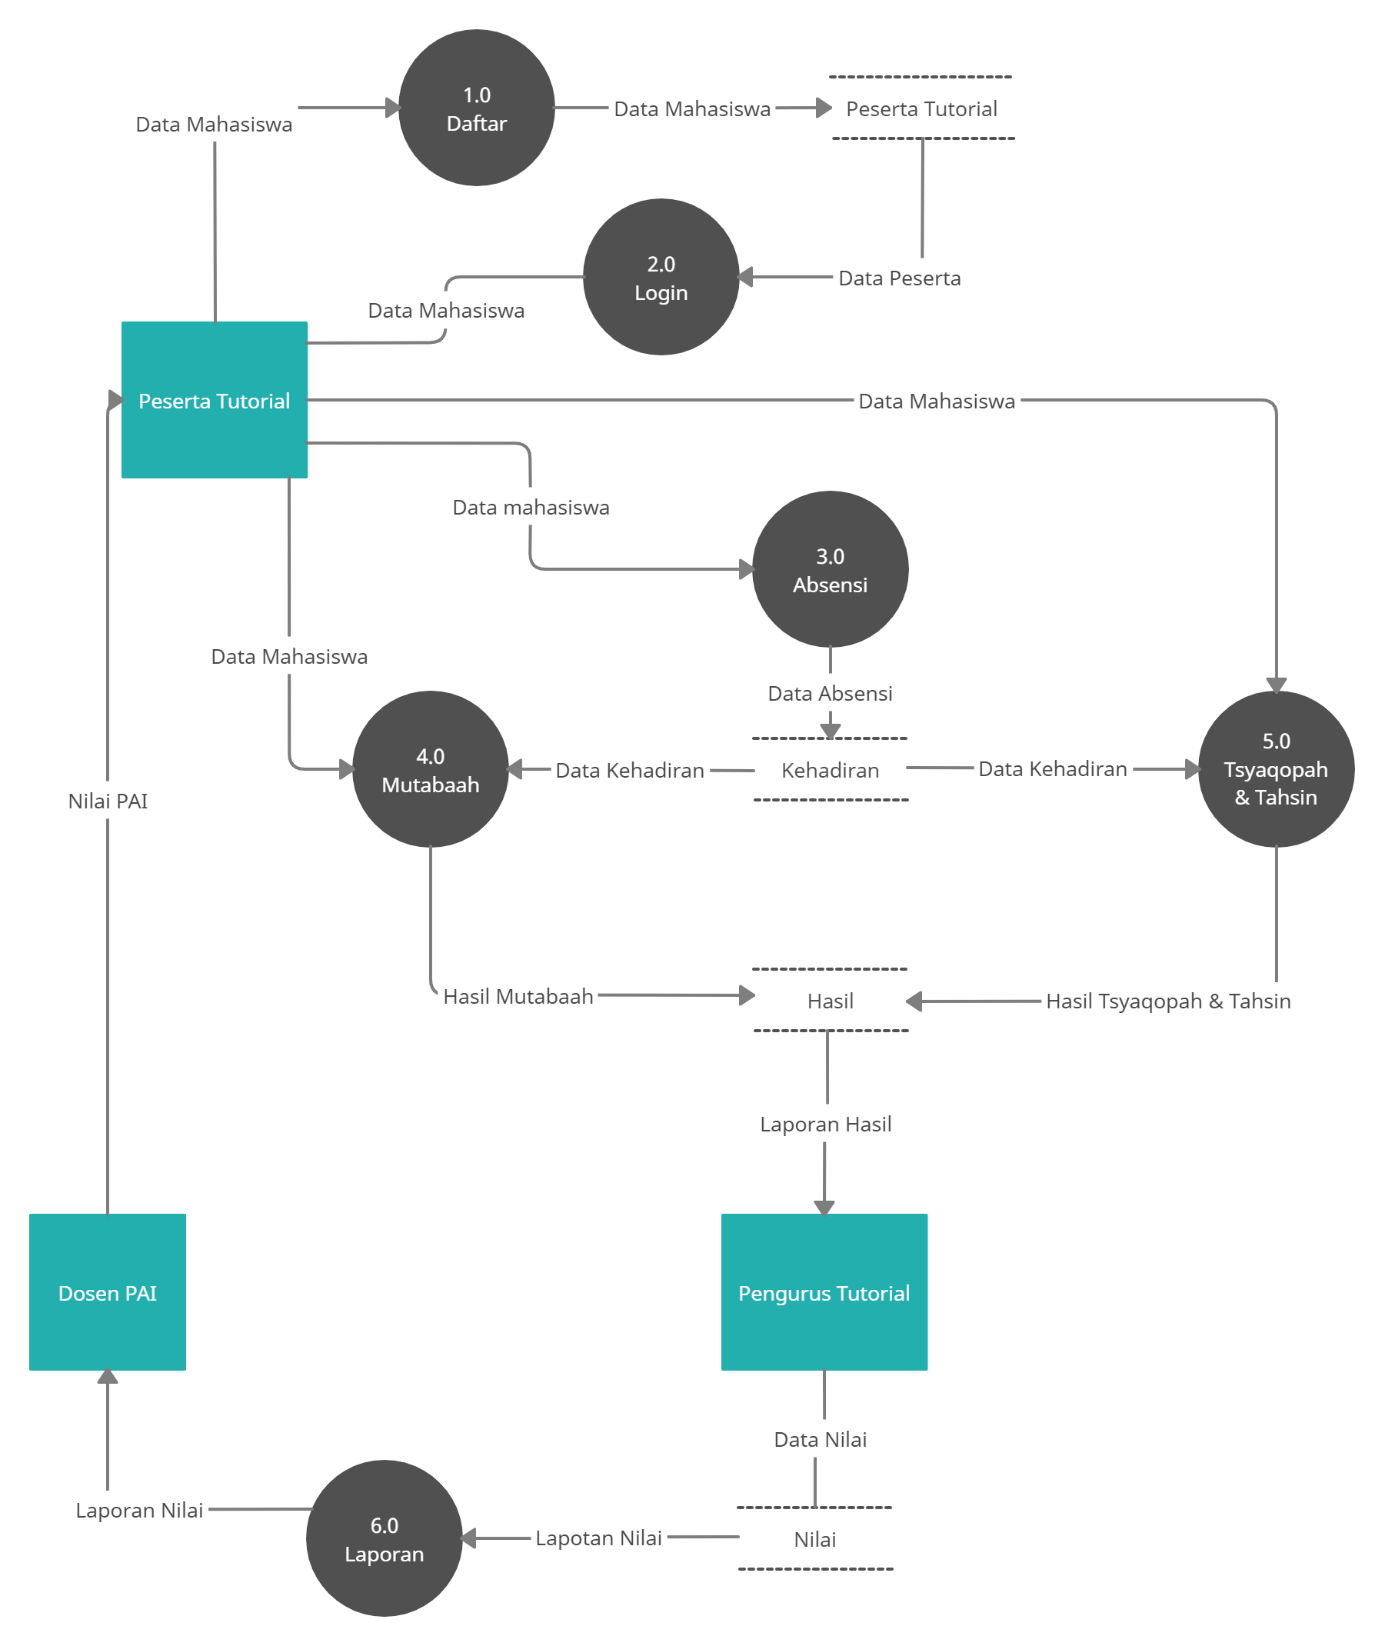 1.0
Daftar
Data Mahasiswa
Data Mahasiswa
Peserta Tutorial
2.0
Login
Data Peserta
Data Mahasiswa
Peserta Tutorial
Data Mahasiswa
Data mahasiswa
3.0
Absensi
Data Mahasiswa
Data Absensi
4.0
Mutabaah
Data Kehadiran
Kehadiran
Data Kehadiran
5.0
Tsyaqopah
& Tahsin
Nilai PAI
Hasil Mutabaah
Hasil
Hasil Tsyaqopah & Tahsin
Laporan Hasil
Dosen PAI
Pengurus Tutorial
Data Nilai
Laporan Nilai
6.0
Laporan
Lapotan Nilai
Nilai